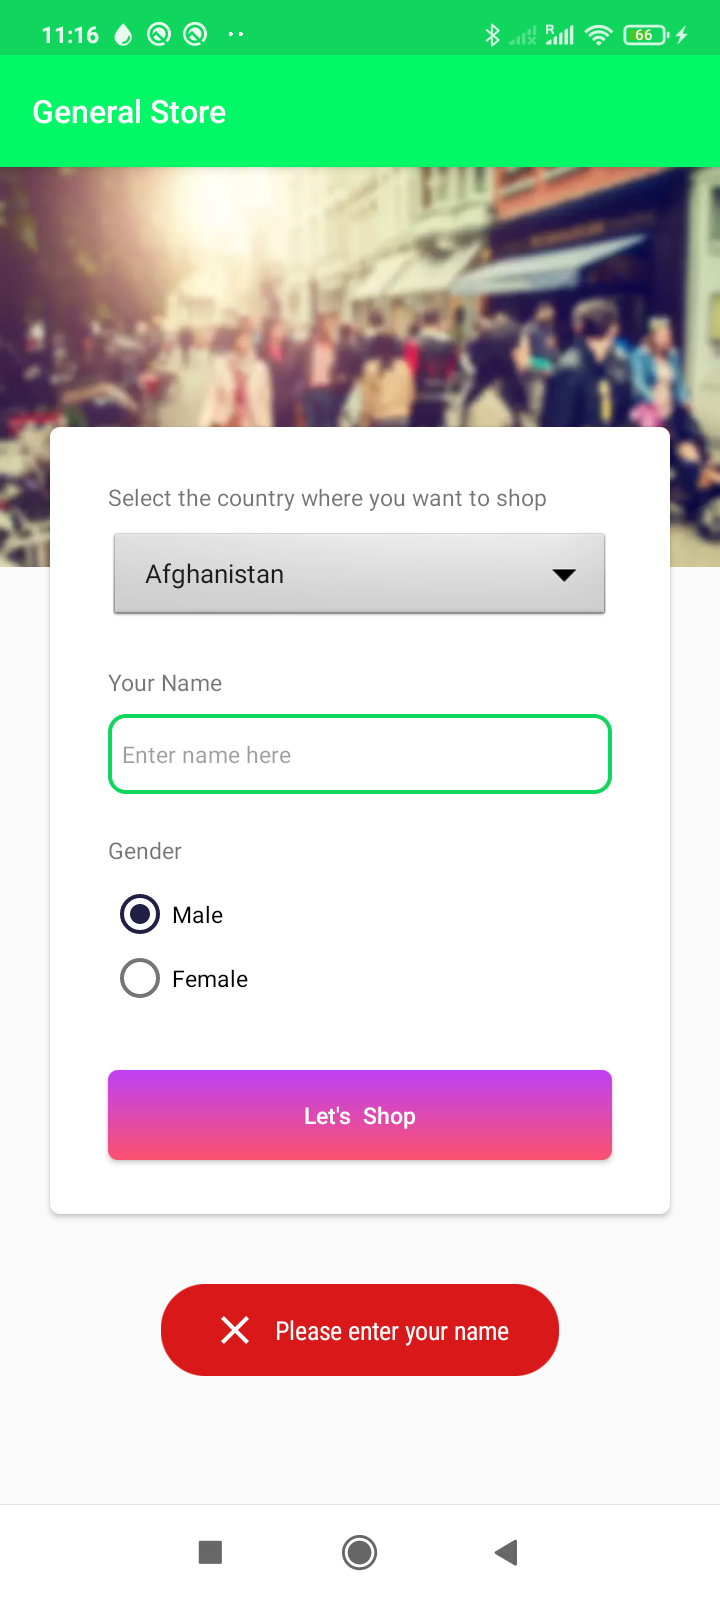 11:16
R
66
General Store
Select the country where you want to shop
Afghanistan
Your Name
Enter name here
Gender
Male
Female
Let's Shop
Please enter your name